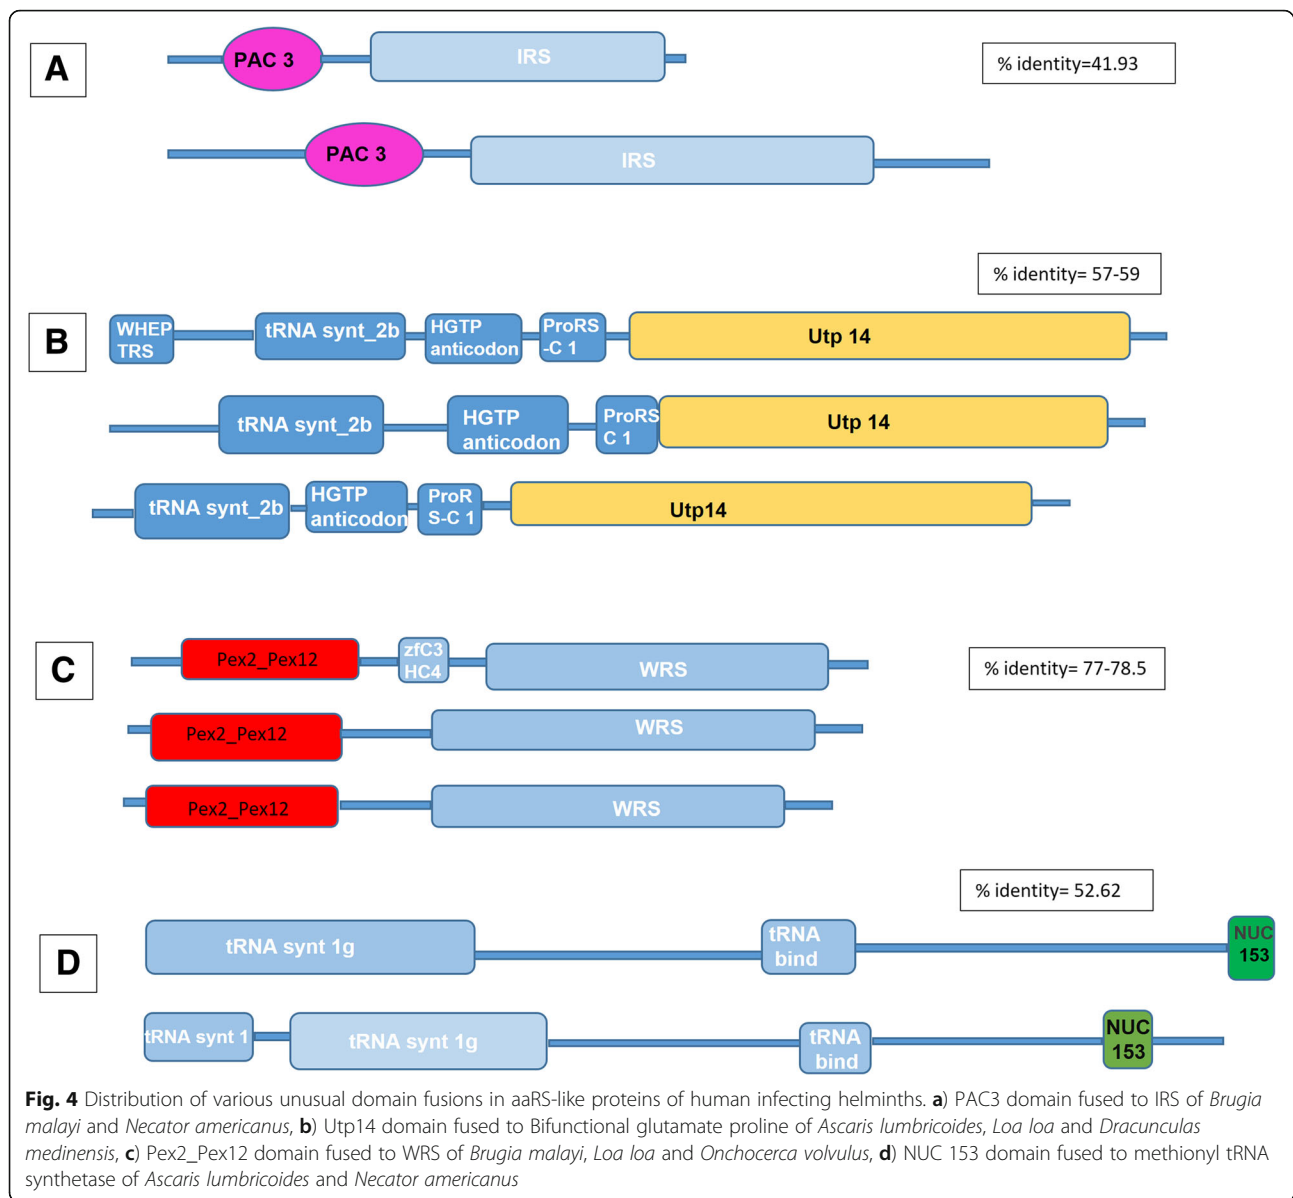 A
PAC 3
IRS
% identity=41.93
PAC 3
IRS
% identity= 57-59
B
WHEP
TRS
tRNA synt_2b
HGTP
anticodon
ProRS
-C 1
Utp 14
tRNA synt_2b
HGTP
anticodon
ProRS
C 1
Utp 14
tRNA synt_2b
HGTP
anticodon
ProR
S-C 1
Utp14
C
Pex2_Pex12
zfC3
HC4
WRS
% identity= 77-78.5
Pex2_Pex12
WRS
Pex2_Pex12
WRS
% identity= 52.62
D
tRNA synt 1g
tRNA
bind
NUC
153
tRNA synt 1
tRNA synt 1g
tRNA
bind
NUC
153
Fig. 4 Distribution of various unusual domain fusions in aaRS-like proteins of human infecting helminths. a) PAC3 domain fused to IRS of Brugia
malayi and Necator americanus, b) Utp14 domain fused to Bifunctional glutamate proline of Ascaris lumbricoides, Loa loa and Dracunculas
medinensis, c) Pex2_Pex12 domain fused to WRS of Brugia malayi, Loa loa and Onchocerca volvulus, d) NUC 153 domain fused to methionyl tRNA
synthetase of Ascaris lumbricoides and Necator americanus